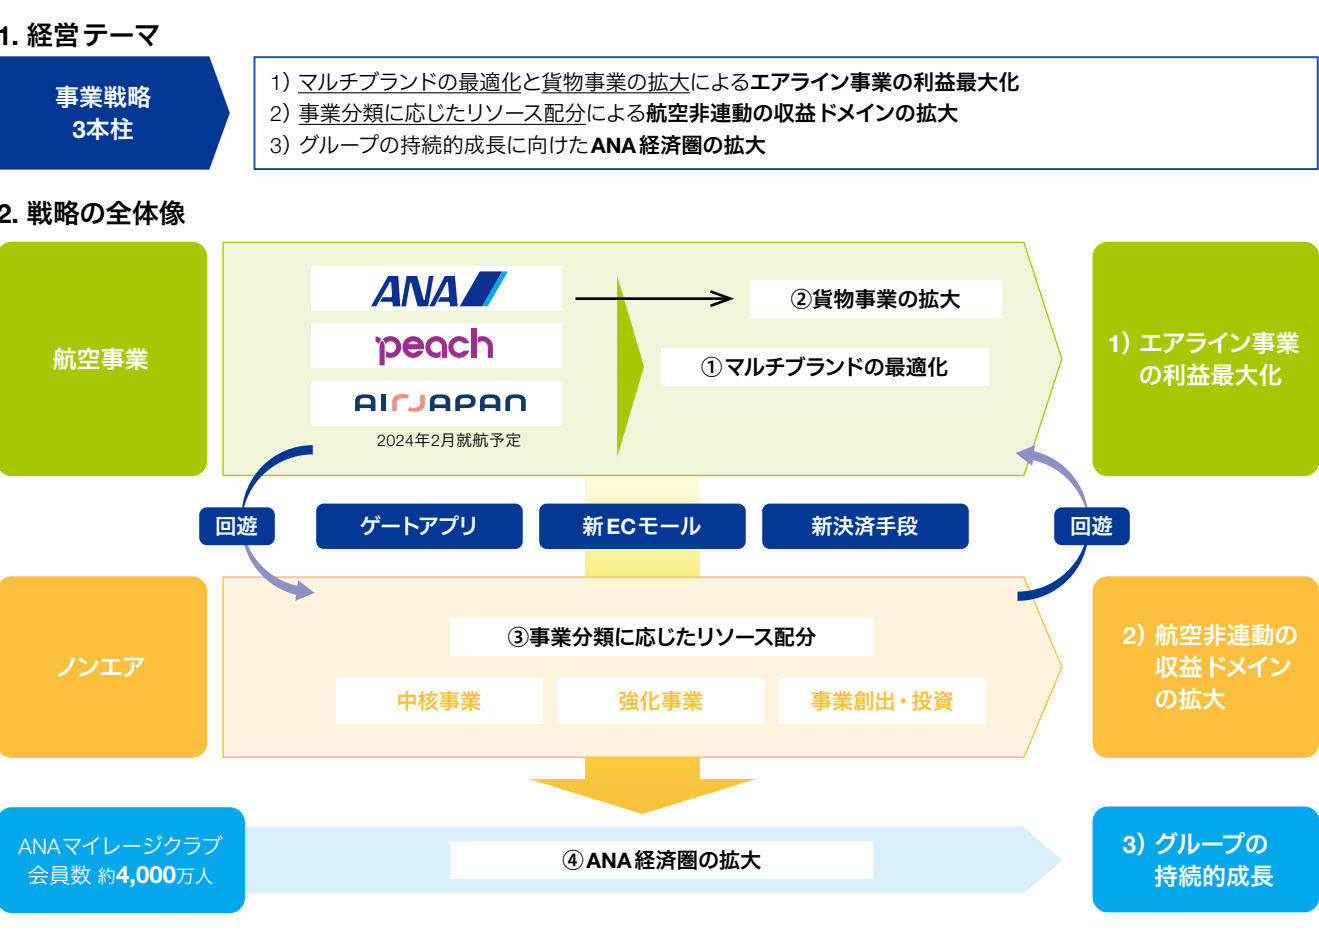 1. 経営テーマ
事業戦略
3本柱
1）マルチブランドの最適化と貨物事業の拡大によるエアライン事業の利益最大化
2）事業分類に応じたリソース配分による航空非連動の収益ドメインの拡大
3）グループの持続的成長に向けたANA経済圏の拡大
2. 戦略の全体像
航空事業
ANA
peach
AIRJAPAN
2024年2月就航予定
②貨物事業の拡大
①マルチブランドの最適化
1）エアライン事業
の利益最大化
回遊
ゲートアプリ
新ECモール
新決済手段
回遊
ノンエア
③事業分類に応じたリソース配分
中核事業
強化事業
事業創出・投資
2）航空非連動の
収益ドメイン
の拡大
ANAマイレージクラブ
会員数 約4,000万人
④ANA経済圏の拡大
3）グループの
持続的成長